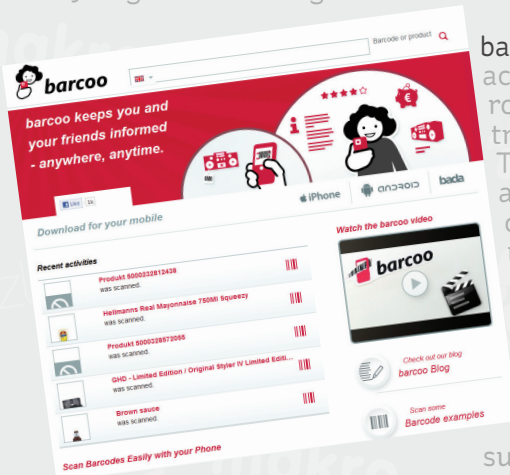 barcoo
Barcode or product
barcoo keeps you and
your friends informed
- anywhere, anytime.
Like 1k
iPhone
android
bada
Download for your mobile
Recent activities
Produkt 5000232812438
was scanned.
Hellmanns Real Mayonnaise 750Ml Squeezy
was scanned.
Produkt 5000328572055
was scanned.
GHD - Limited Edition / Original Styler IV Limited Editi...
was scanned.
Brown sauce
was scanned.
Scan Barcodes Easily with your Phone
Watch the barcoo video
barcoo
Check out our blog
barcoo Blog
Scan some
Barcode examples
ba
ac
ro
tr
T
a
su
makro